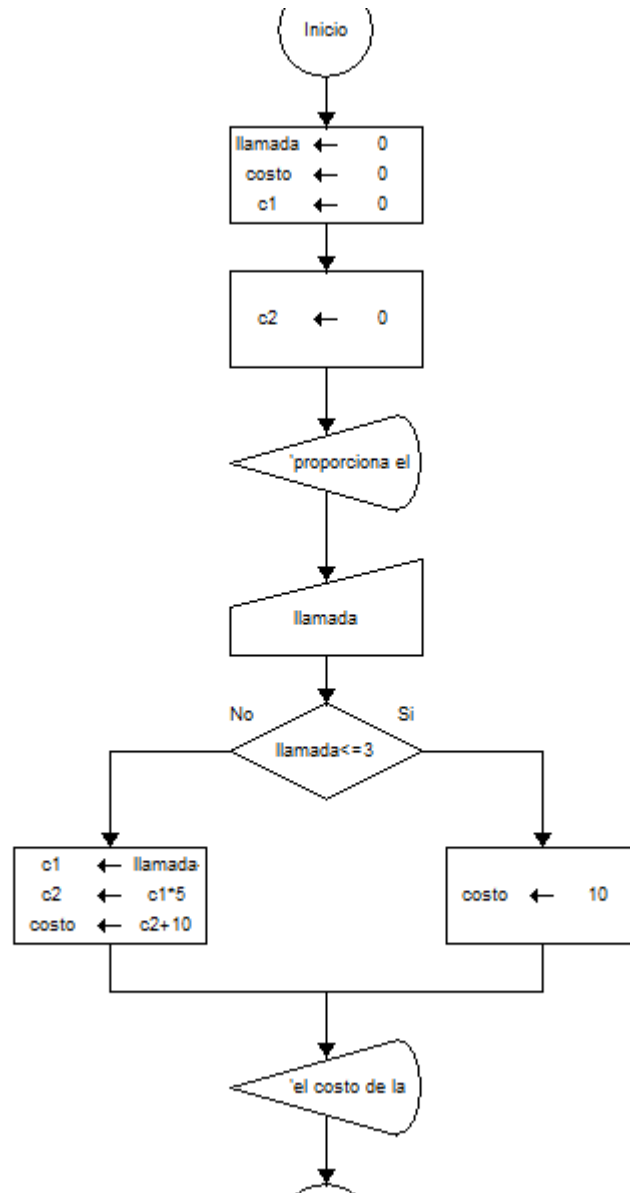 Inicio
llamada ← 0
costo ← 0
c1 ← 0
c2 ← 0
'proporciona el
llamada
No
Si
llamada<=3
c1 ← llamada-
c2 ← c1*5
costo ← c2+10
costo ← 10
'el costo de la